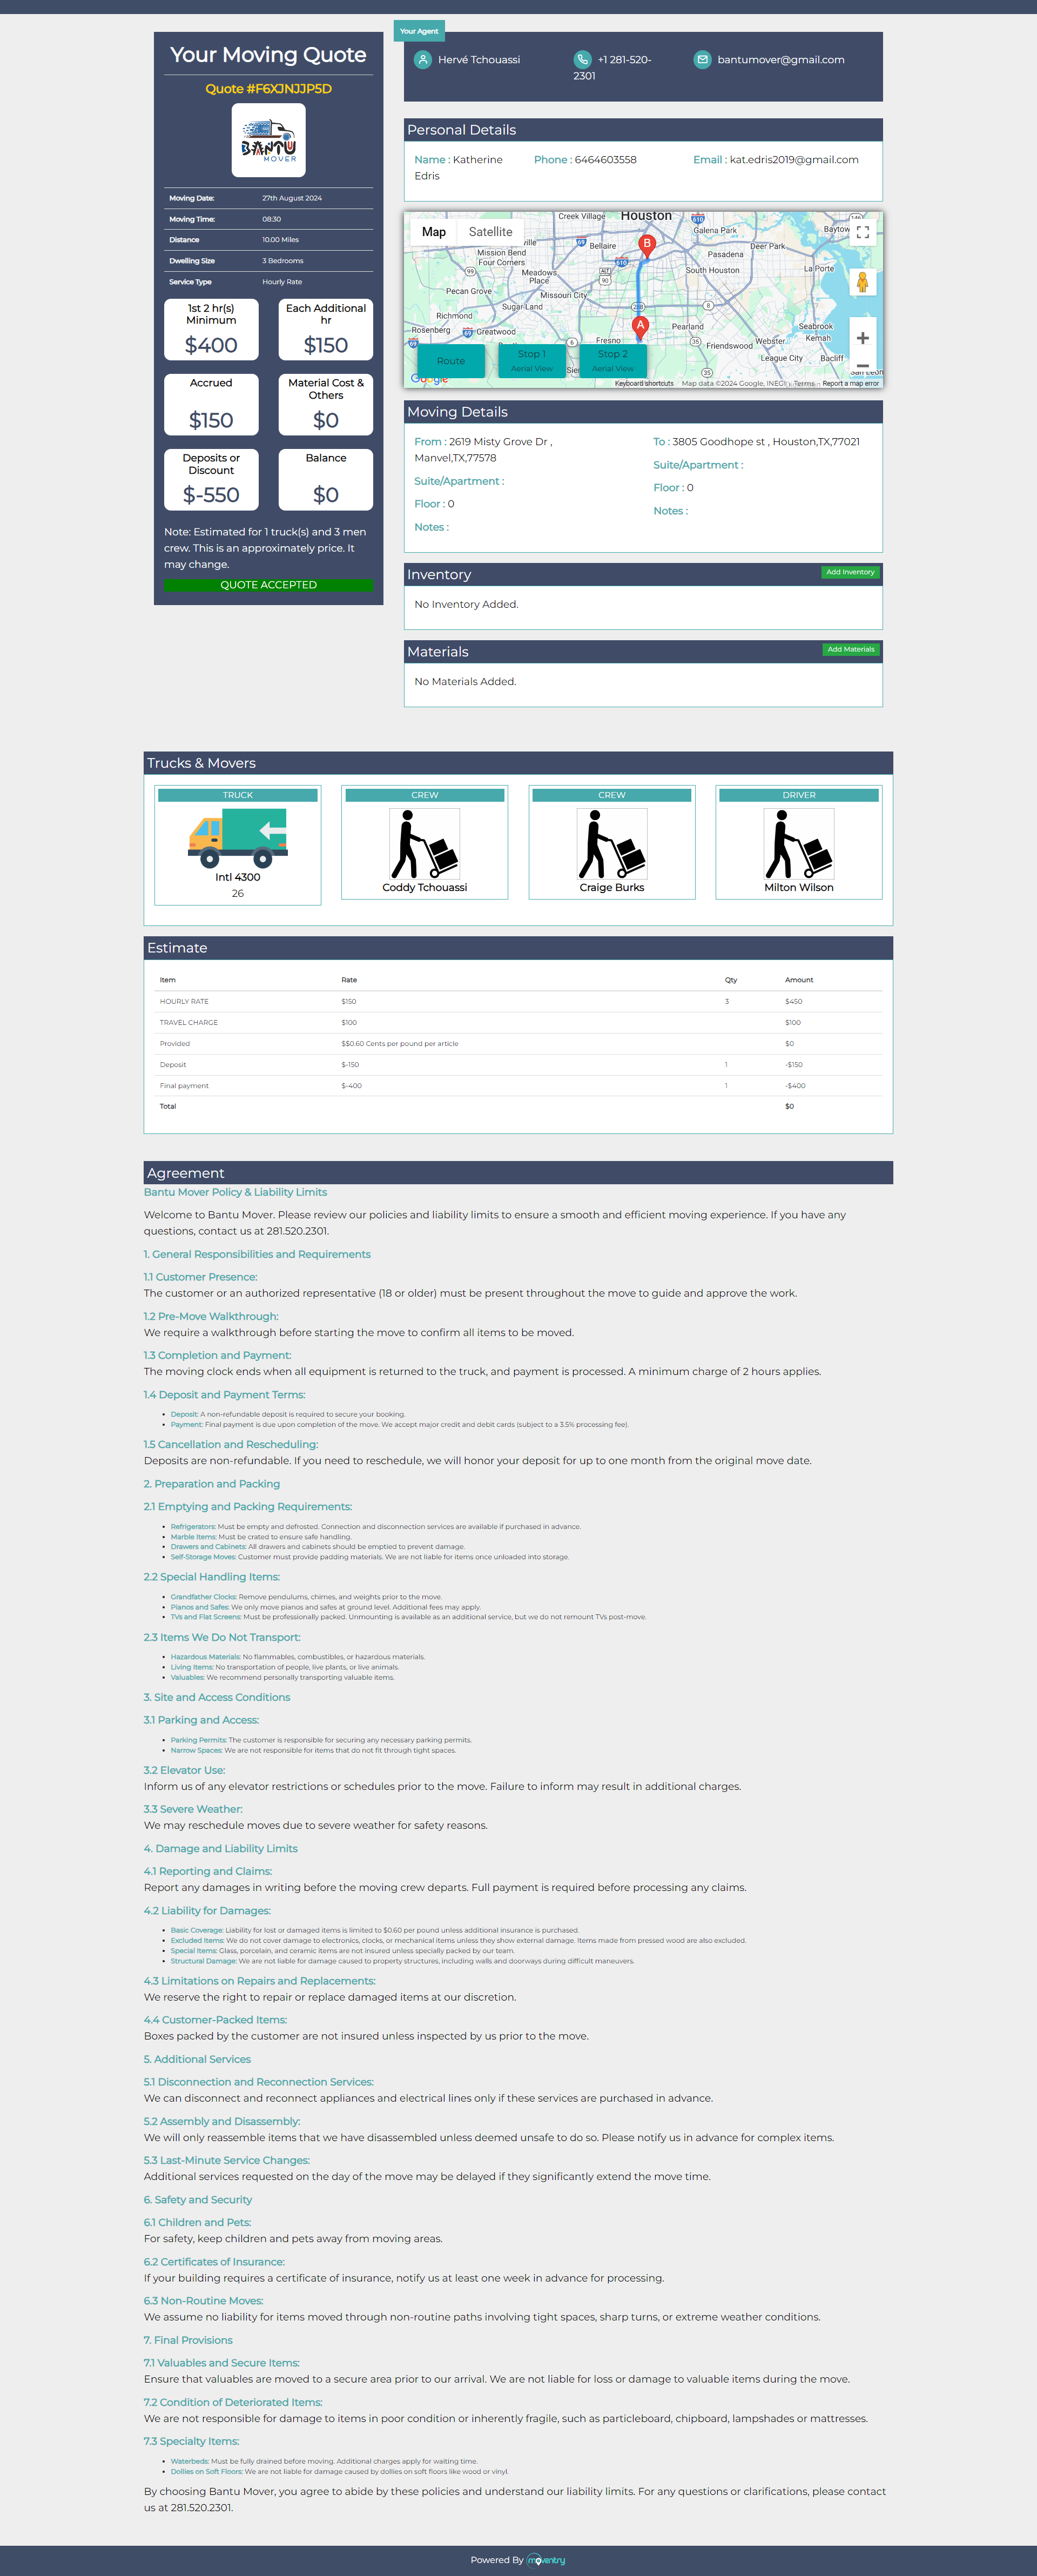 Your Moving Quote
Quote #F6XJNJJP5D
BANTU
MOVER
Moving Date: 27th August 2024
Moving Time: 08:30
Distance 10.00 Miles
Dwelling Size 3 Bedrooms
Service Type Hourly Rate
1st 2 hr(s)
Minimum
$400
Each Additional
hr
$150
Accrued
$150
Material Cost &
Others
$0
Deposits or
Discount
$-550
Balance
$0
Note: Estimated for 1 truck(s) and 3 men
crew. This is an approximately price. It
may change.
QUOTE ACCEPTED
Your Agent
Hervé Tchouassi
+1 281-520-
2301
bantumover@gmail.com
Personal Details
Name : Katherine
Edris
Phone : 6464603558
Email : kat.edris2019@gmail.com
Map
Satellite
Creek Village
Houston
Galena Park
Bellaire
Mission Bend
Four Corners
Deer Park
Pasadena
Meadows
Place
South Houston
La Porte
Pecan Grove
Missouri City
Sugar Land
Richmond
Rosenberg
Greatwood
Fresno
Pearland
Seabrook
Kemah
Webster
Friendswood
League City
Bacliff
B
A
Route
Stop 1
Aerial View
Stop 2
Aerial View
Google
Keyboard shortcuts
Map data ©2024 Google, INEGI
Terms
Report a map error
Moving Details
From : 2619 Misty Grove Dr ,
Manvel,TX,77578
Suite/Apartment :
Floor : 0
Notes :
To : 3805 Goodhope st , Houston,TX,77021
Suite/Apartment :
Floor : 0
Notes :
Inventory
Add Inventory
No Inventory Added.
Materials
Add Materials
No Materials Added.
Trucks & Movers
TRUCK
Intl 4300
26
CREW
Coddy Tchouassi
CREW
Craige Burks
DRIVER
Milton Wilson
Estimate
Item Rate Qty Amount
HOURLY RATE $150 3 $450
TRAVEL CHARGE $100 $100
Provided $$0.60 Cents per pound per article $0
Deposit $-150 1 -$150
Final payment $-400 1 -$400
Total $0
Agreement
Bantu Mover Policy & Liability Limits
Welcome to Bantu Mover. Please review our policies and liability limits to ensure a smooth and efficient moving experience. If you have any
questions, contact us at 281.520.2301.
1. General Responsibilities and Requirements
1.1 Customer Presence:
The customer or an authorized representative (18 or older) must be present throughout the move to guide and approve the work.
1.2 Pre-Move Walkthrough:
We require a walkthrough before starting the move to confirm all items to be moved.
1.3 Completion and Payment:
The moving clock ends when all equipment is returned to the truck, and payment is processed. A minimum charge of 2 hours applies.
1.4 Deposit and Payment Terms:
• Deposit: A non-refundable deposit is required to secure your booking.
• Payment: Final payment is due upon completion of the move. We accept major credit and debit cards (subject to a 3.5% processing fee).
1.5 Cancellation and Rescheduling:
Deposits are non-refundable. If you need to reschedule, we will honor your deposit for up to one month from the original move date.
2. Preparation and Packing
2.1 Emptying and Packing Requirements:
• Refrigerators: Must be empty and defrosted. Connection and disconnection services are available if purchased in advance.
• Marble Items: Must be crated to ensure safe handling.
• Drawers and Cabinets: All drawers and cabinets should be emptied to prevent damage.
• Self-Storage Moves: Customer must provide padding materials. We are not liable for items once unloaded into storage.
2.2 Special Handling Items:
• Grandfather Clocks: Remove pendulums, chimes, and weights prior to the move.
• Pianos and Safes: We only move pianos and safes at ground level. Additional fees may apply.
• TVs and Flat Screens: Must be professionally packed. Unmounting is available as an additional service, but we do not remount TVs post-move.
2.3 Items We Do Not Transport:
• Hazardous Materials: No flammables, combustibles, or hazardous materials.
• Living Items: No transportation of people, live plants, or live animals.
• Valuables: We recommend personally transporting valuable items.
3. Site and Access Conditions
3.1 Parking and Access:
• Parking Permits: The customer is responsible for securing any necessary parking permits.
• Narrow Spaces: We are not responsible for items that do not fit through tight spaces.
3.2 Elevator Use:
Inform us of any elevator restrictions or schedules prior to the move. Failure to inform may result in additional charges.
3.3 Severe Weather:
We may reschedule moves due to severe weather for safety reasons.
4. Damage and Liability Limits
4.1 Reporting and Claims:
Report any damages in writing before the moving crew departs. Full payment is required before processing any claims.
4.2 Liability for Damages:
• Basic Coverage: Liability for lost or damaged items is limited to $0.60 per pound unless additional insurance is purchased.
• Excluded Items: We do not cover damage to electronics, clocks, or mechanical items unless they show external damage. Items made from pressed wood are also excluded.
• Special Items: Glass, porcelain, and ceramic items are not insured unless specially packed by our team.
• Structural Damage: We are not liable for damage caused to property structures, including walls and doorways during difficult maneuvers.
4.3 Limitations on Repairs and Replacements:
We reserve the right to repair or replace damaged items at our discretion.
4.4 Customer-Packed Items:
Boxes packed by the customer are not insured unless inspected by us prior to the move.
5. Additional Services
5.1 Disconnection and Reconnection Services:
We can disconnect and reconnect appliances and electrical lines only if these services are purchased in advance.
5.2 Assembly and Disassembly:
We will only reassemble items that we have disassembled unless deemed unsafe to do so. Please notify us in advance for complex items.
5.3 Last-Minute Service Changes:
Additional services requested on the day of the move may be delayed if they significantly extend the move time.
6. Safety and Security
6.1 Children and Pets:
For safety, keep children and pets away from moving areas.
6.2 Certificates of Insurance:
If your building requires a certificate of insurance, notify us at least one week in advance for processing.
6.3 Non-Routine Moves:
We assume no liability for items moved through non-routine paths involving tight spaces, sharp turns, or extreme weather conditions.
7. Final Provisions
7.1 Valuables and Secure Items:
Ensure that valuables are moved to a secure area prior to our arrival. We are not liable for loss or damage to valuable items during the move.
7.2 Condition of Deteriorated Items:
We are not responsible for damage to items in poor condition or inherently fragile, such as particleboard, chipboard, lampshades or mattresses.
7.3 Specialty Items:
• Waterbeds: Must be fully drained before moving. Additional charges apply for waiting time.
• Dollies on Soft Floors: We are not liable for damage caused by dollies on soft floors like wood or vinyl.
By choosing Bantu Mover, you agree to abide by these policies and understand our liability limits. For any questions or clarifications, please contact
us at 281.520.2301.
Powered By moventry